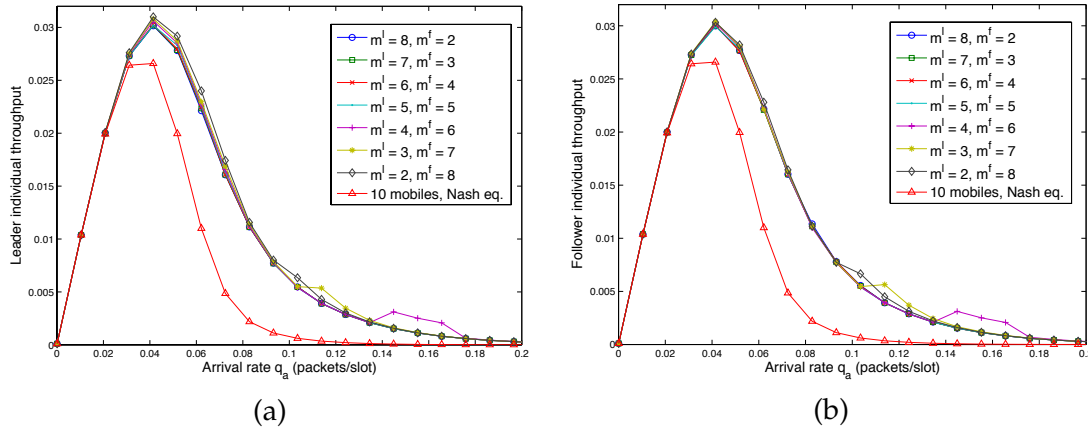 Leader individual throughput
0.03
0.025
0.02
0.015
0.01
0.005
0
0 0.02 0.04 0.06 0.08 0.1 0.12 0.14 0.16 0.18 0.2
Arrival rate q_a (packets/slot)
m^l = 8, m^f = 2
m^l = 7, m^f = 3
m^l = 6, m^f = 4
m^l = 5, m^f = 5
m^l = 4, m^f = 6
m^l = 3, m^f = 7
m^l = 2, m^f = 8
10 mobiles, Nash eq.
(a)
Follower individual throughput
0.03
0.025
0.02
0.015
0.01
0.005
0
0 0.02 0.04 0.06 0.08 0.1 0.12 0.14 0.16 0.18 0.2
Arrival rate q_a (packets/slot)
m^l = 8, m^f = 2
m^l = 7, m^f = 3
m^l = 6, m^f = 4
m^l = 5, m^f = 5
m^l = 4, m^f = 6
m^l = 3, m^f = 7
m^l = 2, m^f = 8
10 mobiles, Nash eq.
(b)